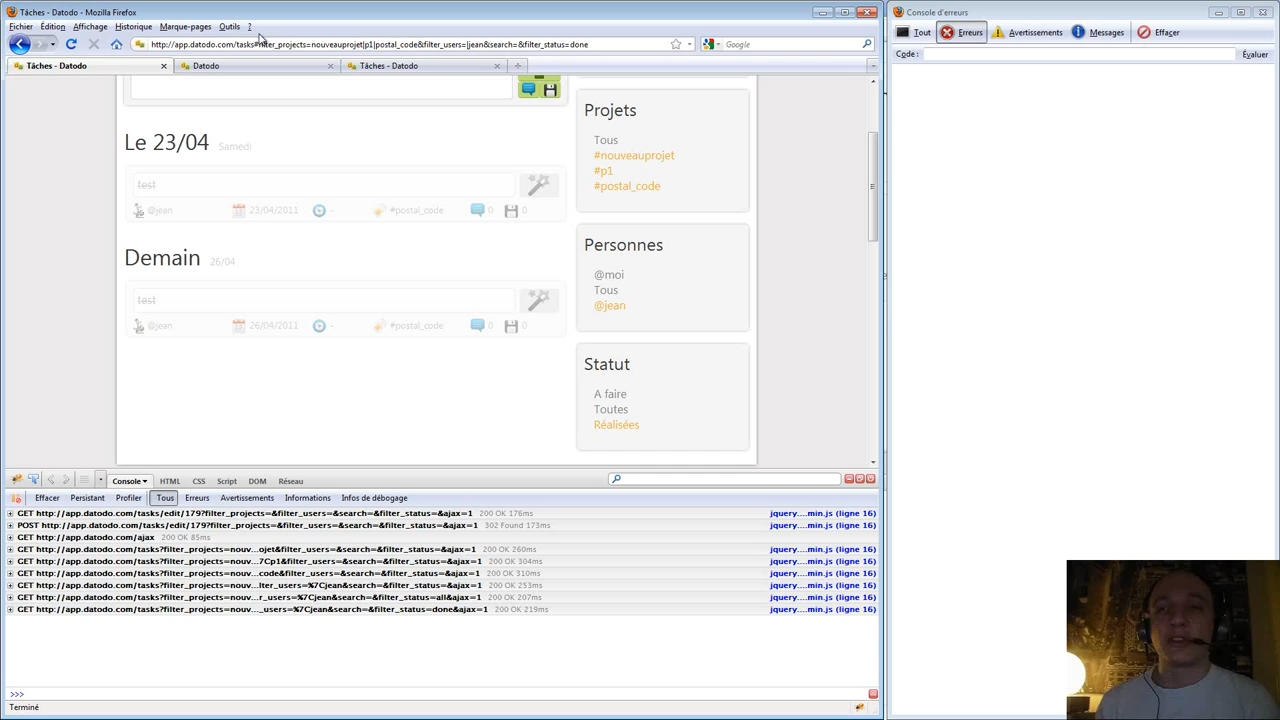 Tâches - Datodo - Mozilla Firefox
Fichier Édition Affichage Historique Marque-pages Outils ?
http://app.datodo.com/tasks#filter_projects=nouveauprojet|p1|postal_code&filter_users=|jean&search=&filter_status=done
Google
Tâches - Datodo
Datodo
Tâches - Datodo
Le 23/04 Samedi
test
@jean 23/04/2011 - #postal_code 0 0
Demain 26/04
test
@jean 26/04/2011 - #postal_code 0 0
Projets
Tous
#nouveauprojet
#p1
#postal_code
Personnes
@moi
Tous
@jean
Statut
A faire
Toutes
Réalisées
Console HTML CSS Script DOM Réseau
Effacer Persistant Profiler Tous Erreurs Avertissements Informations Infos de débogage
GET http://app.datodo.com/tasks/edit/179?filter_projects=&filter_users=&search=&filter_status=&ajax=1 200 OK 176ms jquery....min.js (ligne 16)
POST http://app.datodo.com/tasks/edit/179?filter_projects=&filter_users=&search=&filter_status=&ajax=1 302 Found 173ms jquery....min.js (ligne 16)
GET http://app.datodo.com/ajax 200 OK 85ms jquery....min.js (ligne 16)
GET http://app.datodo.com/tasks?filter_projects=nouv...ojet&filter_users=&search=&filter_status=&ajax=1 200 OK 260ms jquery....min.js (ligne 16)
GET http://app.datodo.com/tasks?filter_projects=nouv...7Cp1&filter_users=&search=&filter_status=&ajax=1 200 OK 304ms jquery....min.js (ligne 16)
GET http://app.datodo.com/tasks?filter_projects=nouv...code&filter_users=&search=&filter_status=&ajax=1 200 OK 310ms jquery....min.js (ligne 16)
GET http://app.datodo.com/tasks?filter_projects=nouv...lter_users=%7Cjean&search=&filter_status=&ajax=1 200 OK 253ms jquery....min.js (ligne 16)
GET http://app.datodo.com/tasks?filter_projects=nouv...r_users=%7Cjean&search=&filter_status=all&ajax=1 200 OK 207ms jquery....min.js (ligne 16)
GET http://app.datodo.com/tasks?filter_projects=nouv..._users=%7Cjean&search=&filter_status=done&ajax=1 200 OK 219ms jquery....min.js (ligne 16)
>>>
Terminé
Console d'erreurs
Tout Erreurs Avertissements Messages Effacer
Code : Évaluer